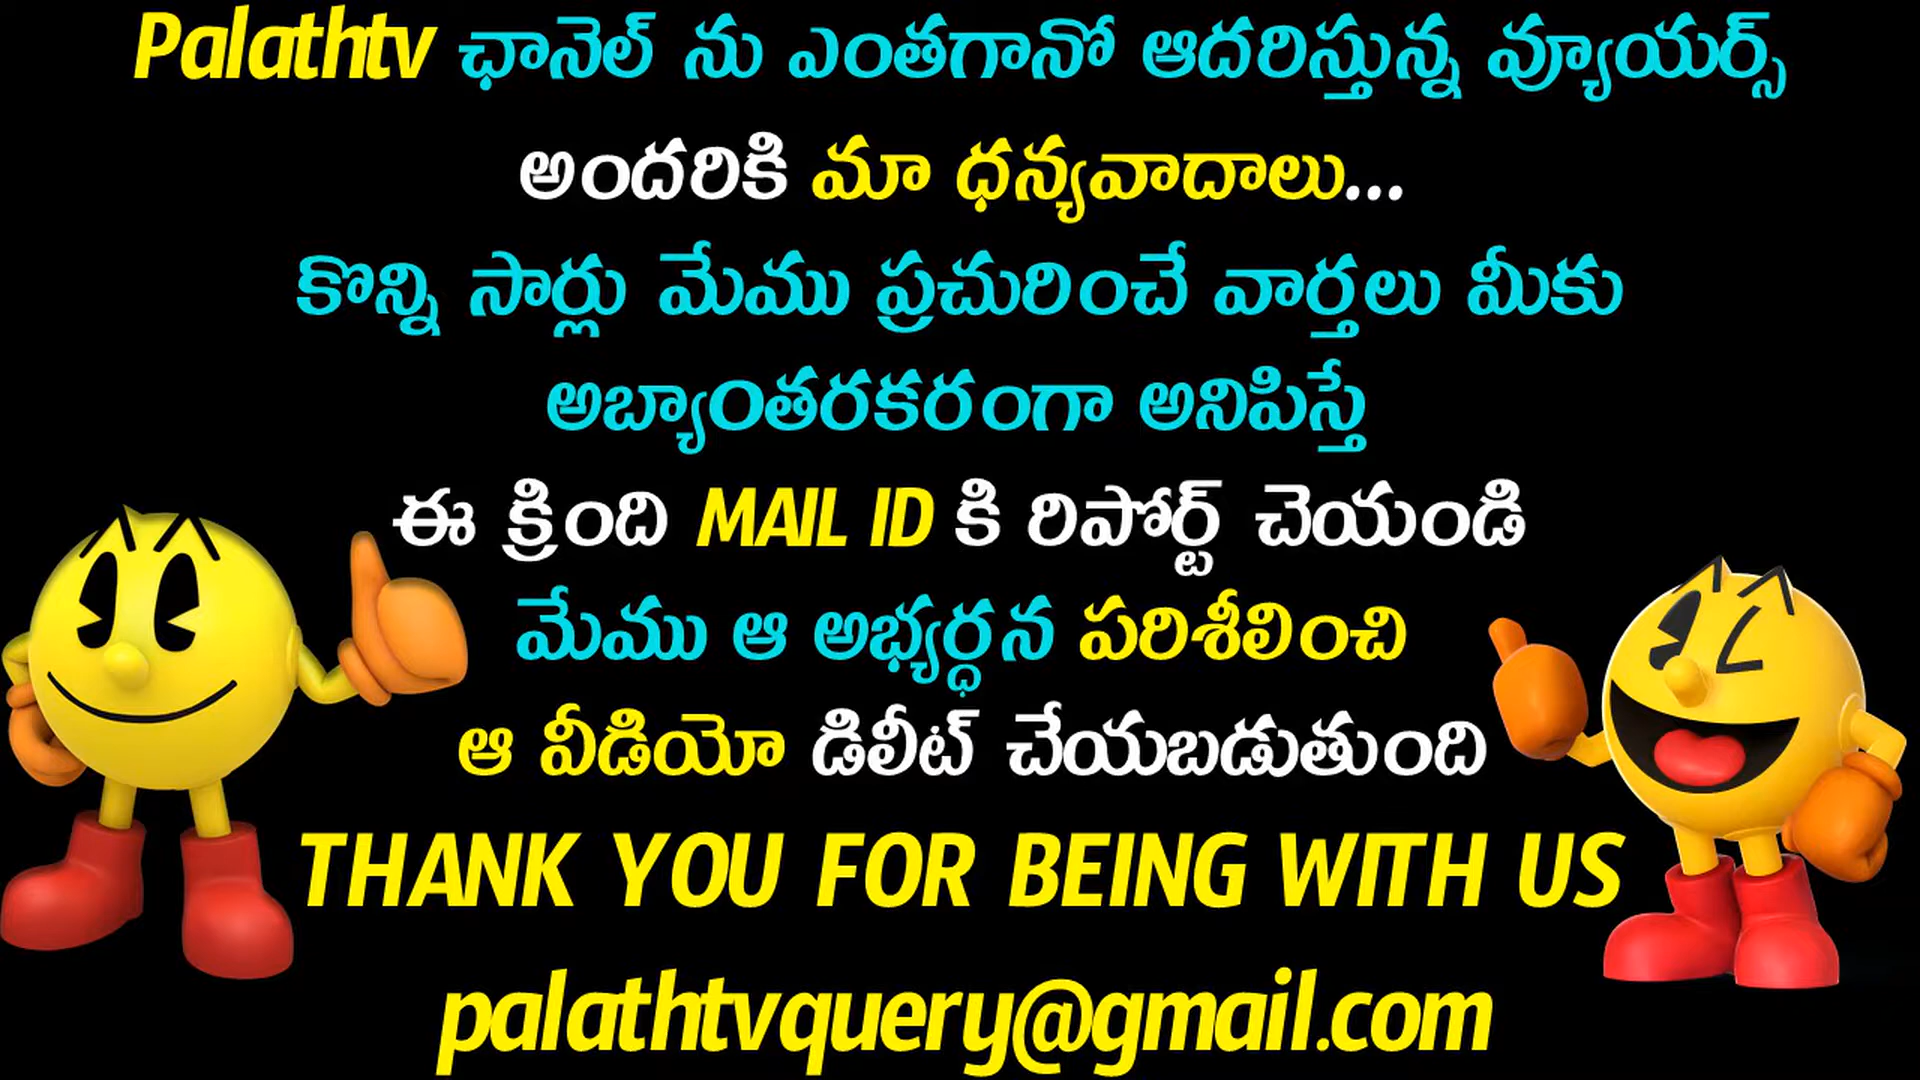 Palathtv ఛానెల్ ను ఎంతగానో ఆదరిస్తున్న వ్యూయర్స్
అందరికి మా ధన్యవాదాలు...
కొన్ని సార్లు మేము ప్రచురించే వార్తలు మీకు
అబ్యాంతరకరంగా అనిపిస్తే
ఈ క్రింది MAIL ID కి రిపోర్ట్ చెయండి
మేము ఆ అభ్యర్ధన పరిశీలించి
ఆ వీడియో డిలీట్ చేయబడుతుంది
THANK YOU FOR BEING WITH US
palathtvquery@gmail.com